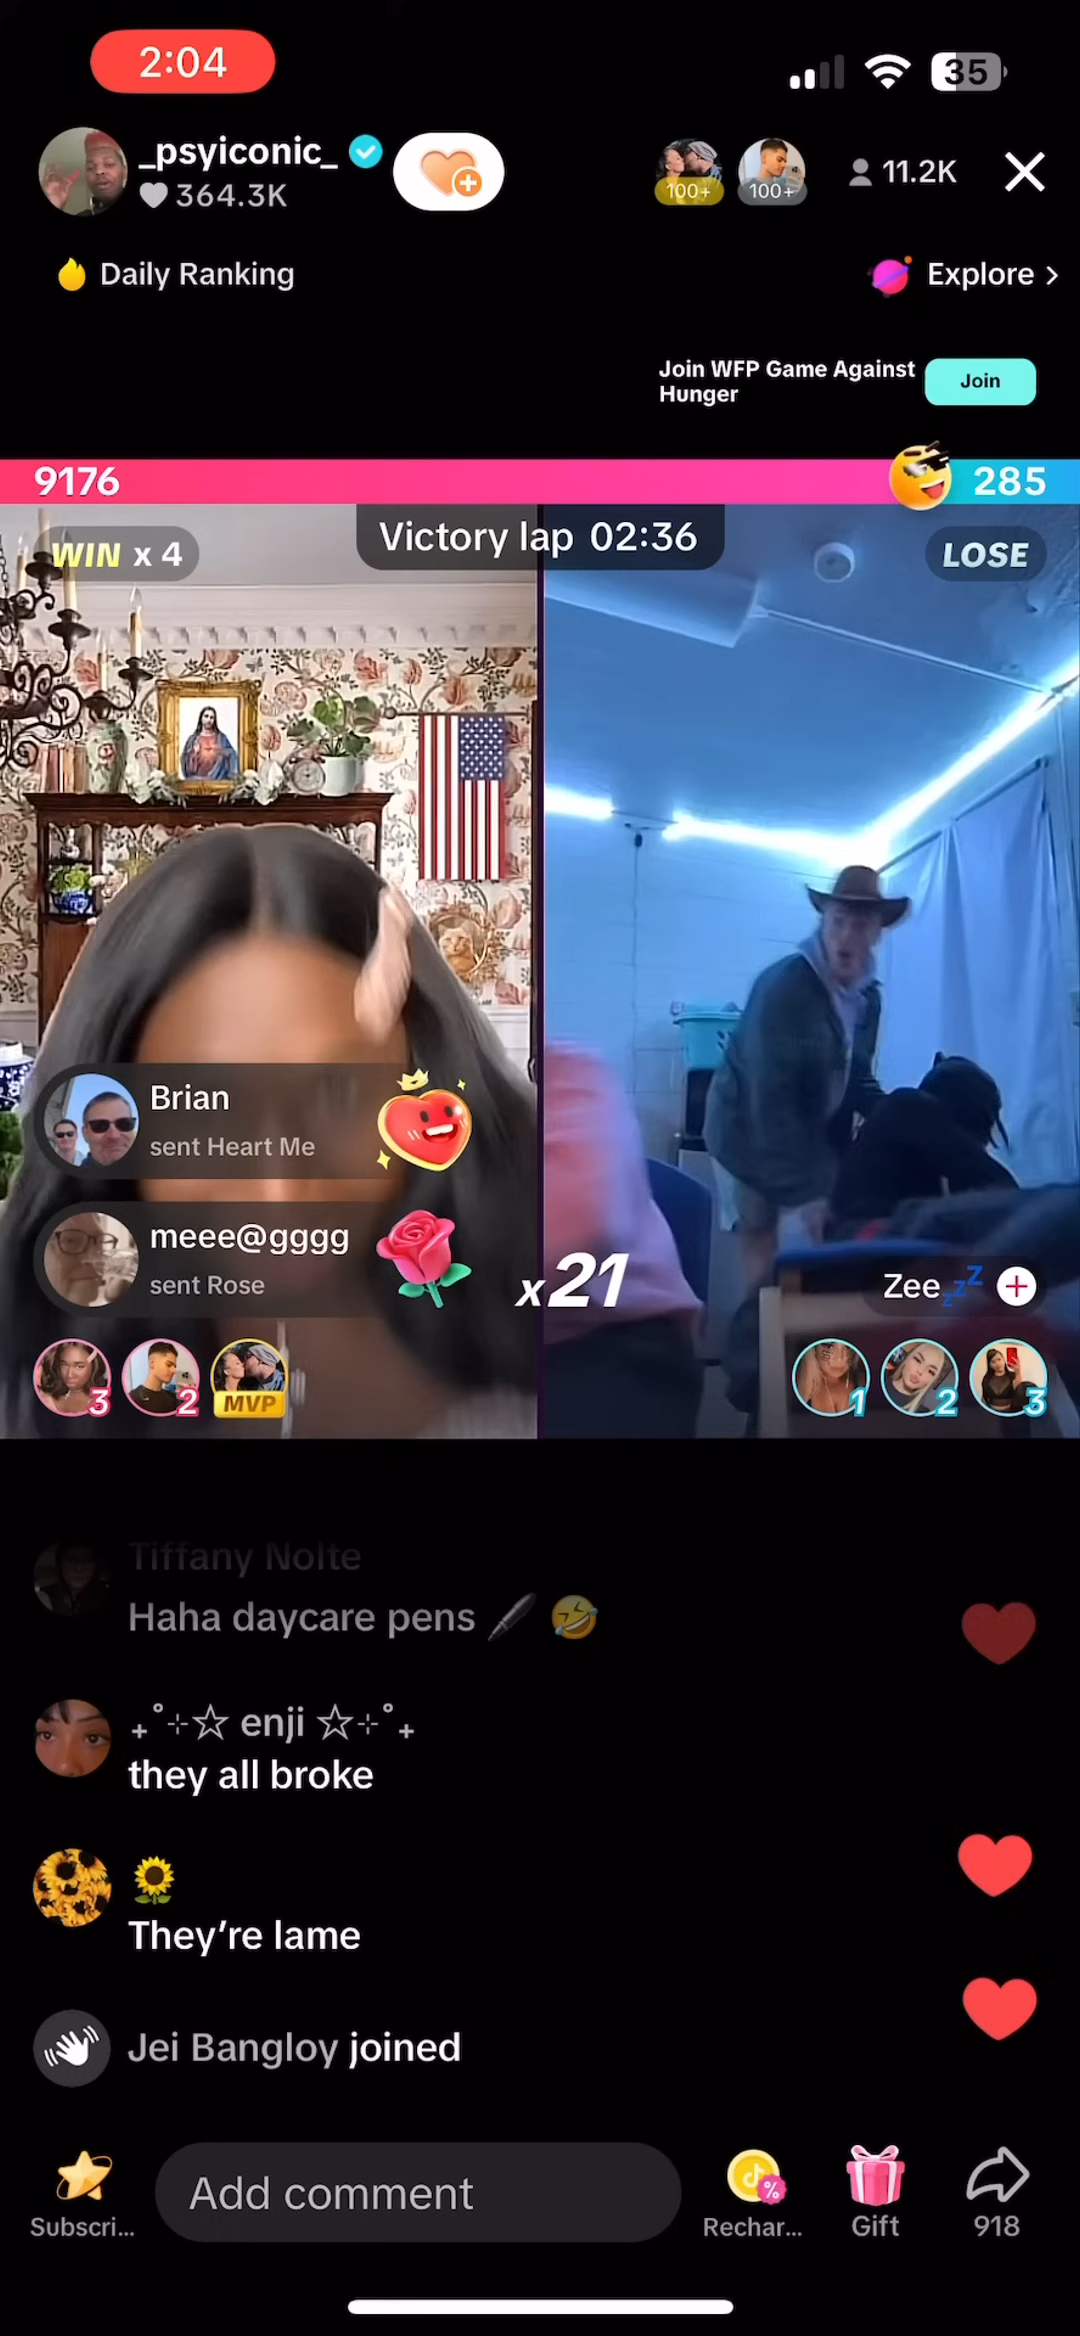 2:04
35
_psyiconic_
364.3K
100+
100+
11.2K
Daily Ranking
Explore >
Join WFP Game Against
Hunger
Join
9176
285
Victory lap 02:36
WIN x 4
LOSE
Brian
sent Heart Me
meee@gggg
sent Rose
x21
Zee
3
2
MVP
1
2
3
Tiffany Nolte
Haha daycare pens 🖊️ 🤣
₊˚⊹☆ enji ☆⊹˚₊
they all broke
🌻
They’re lame
Jei Bangloy joined
Subscri...
Add comment
Rechar...
Gift
918